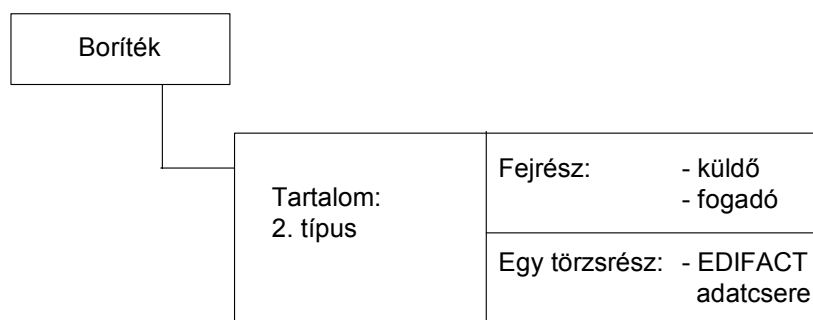 Boríték
Tartalom:
2. típus
Fejrész: - küldő
- fogadó
Egy törzsrész: - EDIFACT
adatcsere